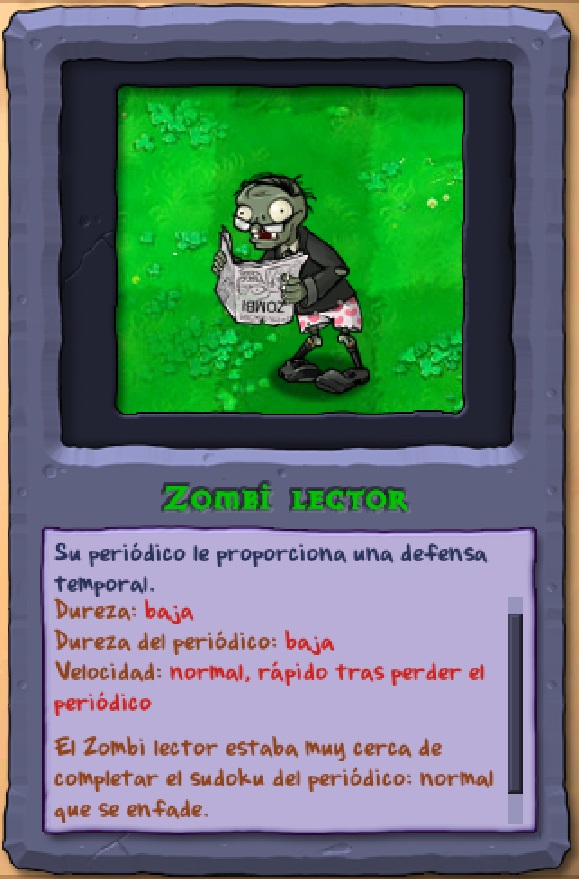 ZOMBI
Zombi lector
Su periódico le proporciona una defensa
temporal.
Dureza: baja
Dureza del periódico: baja
Velocidad: normal, rápido tras perder el
periódico
El Zombi lector estaba muy cerca de
completar el sudoku del periódico: normal
que se enfade.